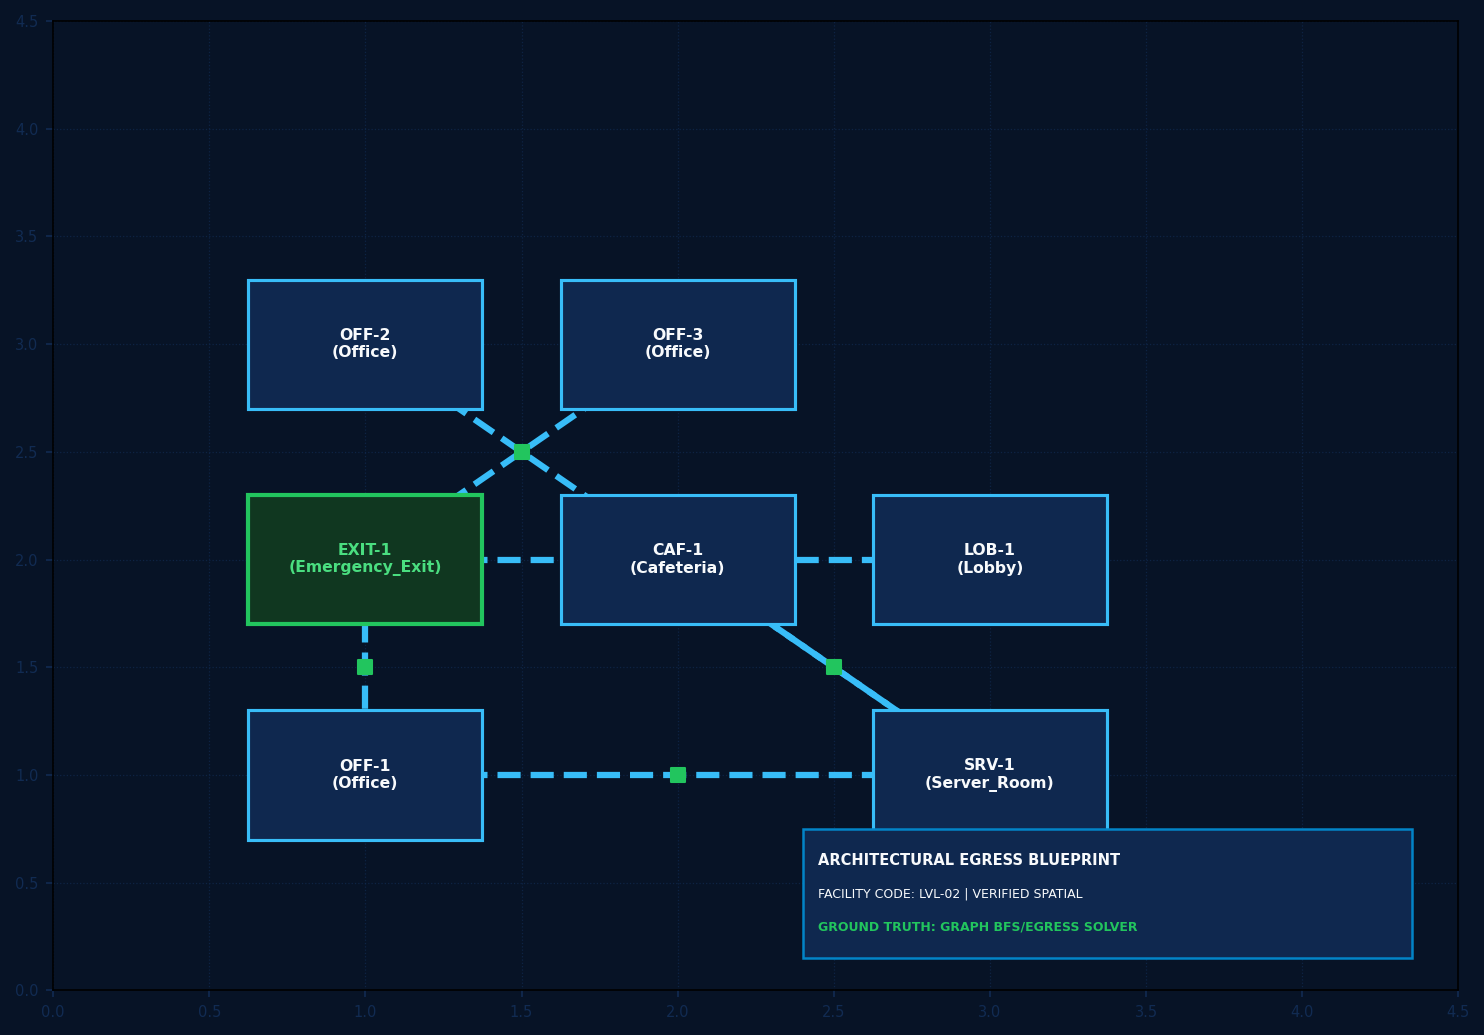 4.5
4.0
3.5
3.0
2.5
2.0
1.5
1.0
0.5
0.0
OFF-2
(Office)
OFF-3
(Office)
EXIT-1
(Emergency_Exit)
CAF-1
(Cafeteria)
LOB-1
(Lobby)
OFF-1
(Office)
SRV-1
(Server_Room)
ARCHITECTURAL EGRESS BLUEPRINT
FACILITY CODE: LVL-02 | VERIFIED SPATIAL
GROUND TRUTH: GRAPH BFS/EGRESS SOLVER
0.0 0.5 1.0 1.5 2.0 2.5 3.0 3.5 4.0 4.5